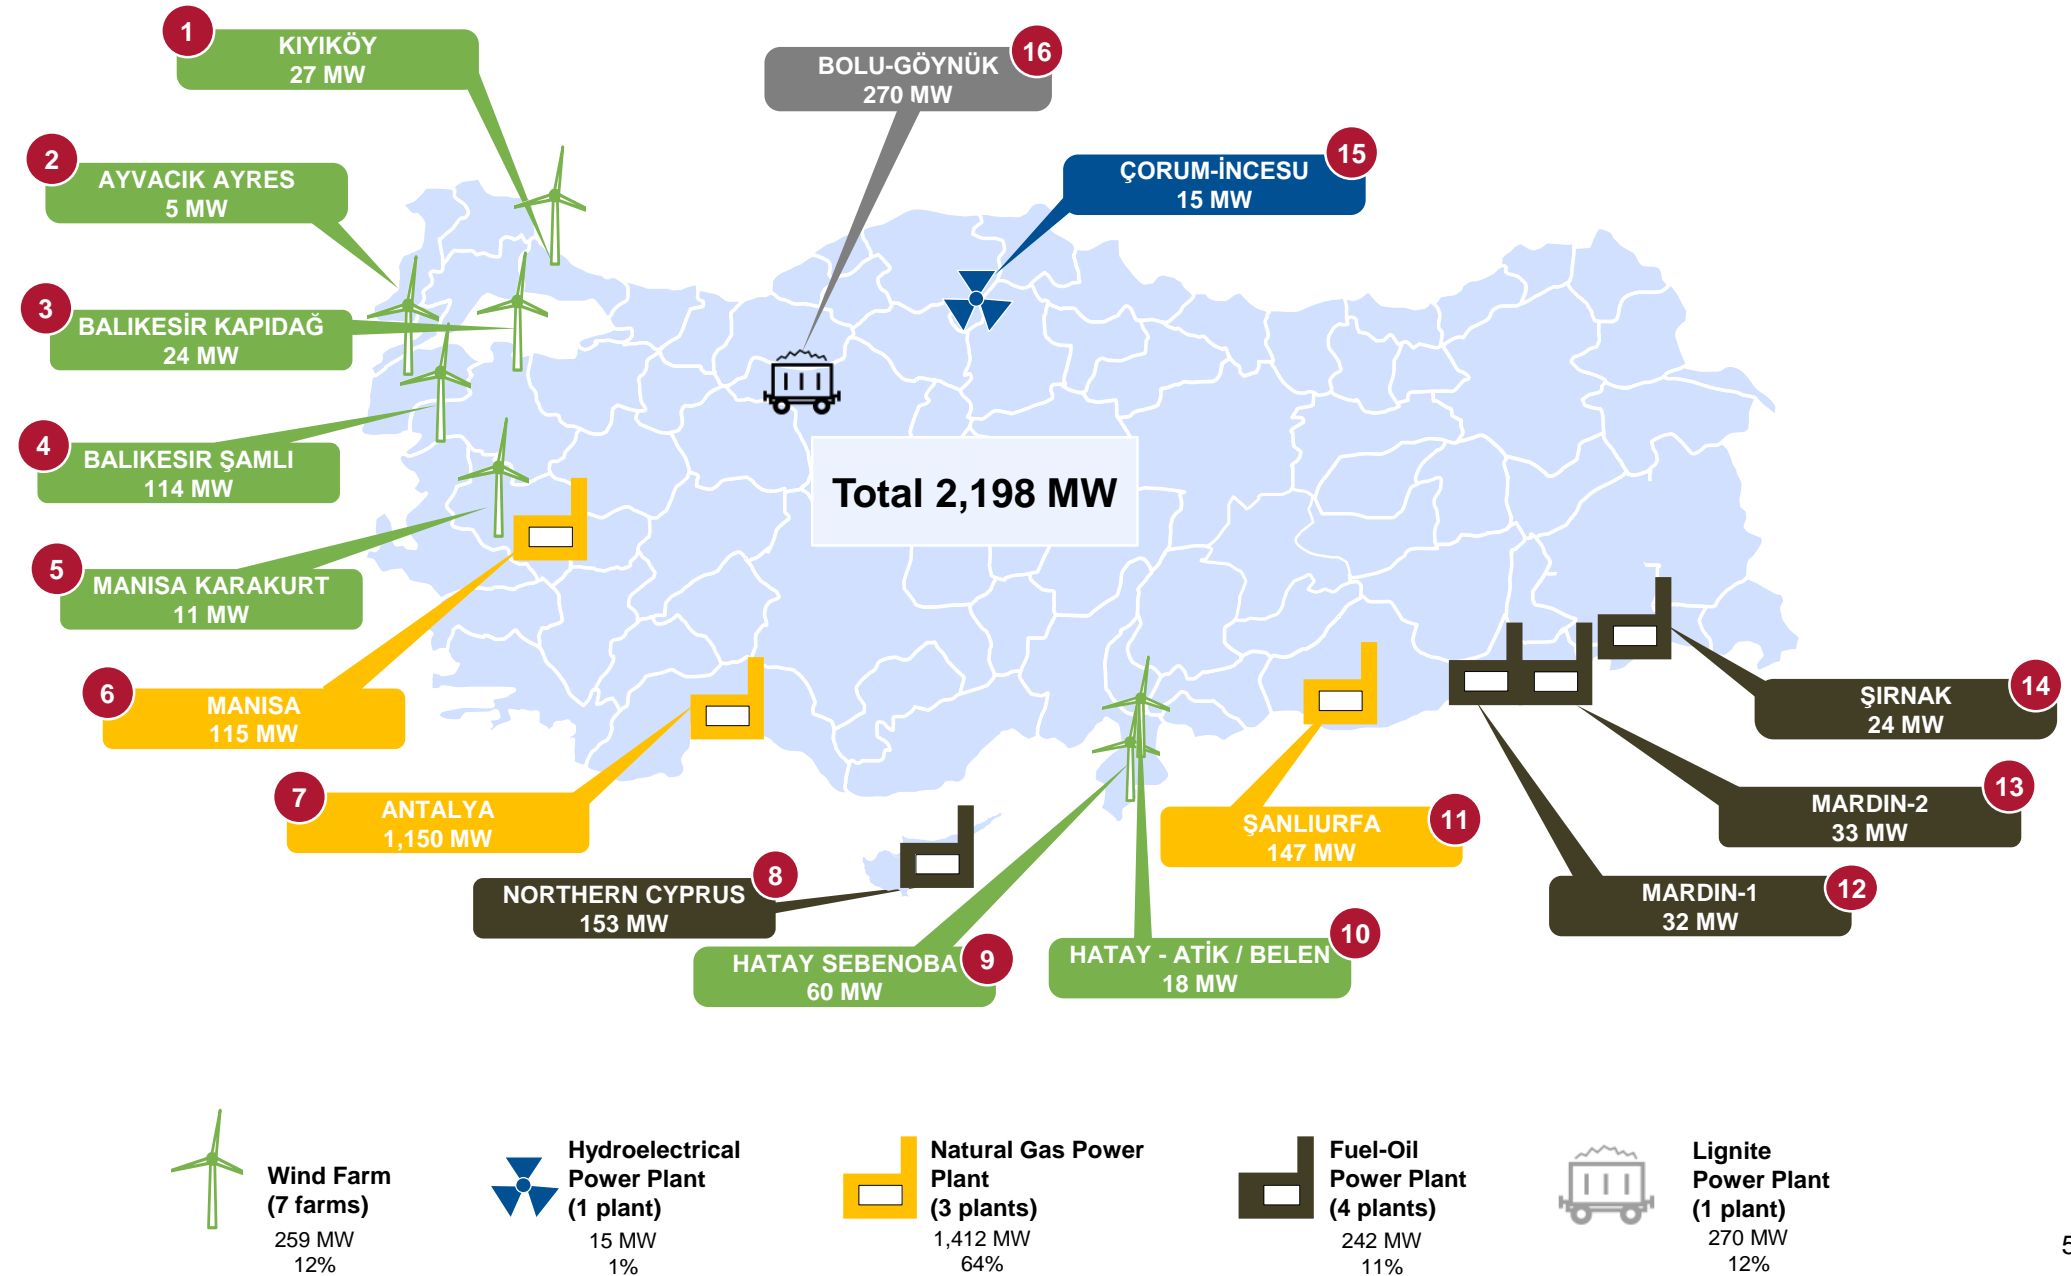 1
KIYIKÖY
27 MW
16
BOLU-GÖYNÜK
270 MW
2
AYVACIK AYRES
5 MW
15
ÇORUM-İNCESU
15 MW
3
BALIKESİR KAPIDAĞ
24 MW
4
BALIKESIR ŞAMLI
114 MW
Total 2,198 MW
5
MANISA KARAKURT
11 MW
6
MANISA
115 MW
14
ŞIRNAK
24 MW
7
ANTALYA
1,150 MW
13
MARDIN-2
33 MW
11
ŞANLIURFA
147 MW
8
NORTHERN CYPRUS
153 MW
12
MARDIN-1
32 MW
9
HATAY SEBENOBA
60 MW
10
HATAY - ATİK / BELEN
18 MW
Wind Farm
(7 farms)
259 MW
12%
Hydroelectrical
Power Plant
(1 plant)
15 MW
1%
Natural Gas Power
Plant
(3 plants)
1,412 MW
64%
Fuel-Oil
Power Plant
(4 plants)
242 MW
11%
Lignite
Power Plant
(1 plant)
270 MW
12%
5